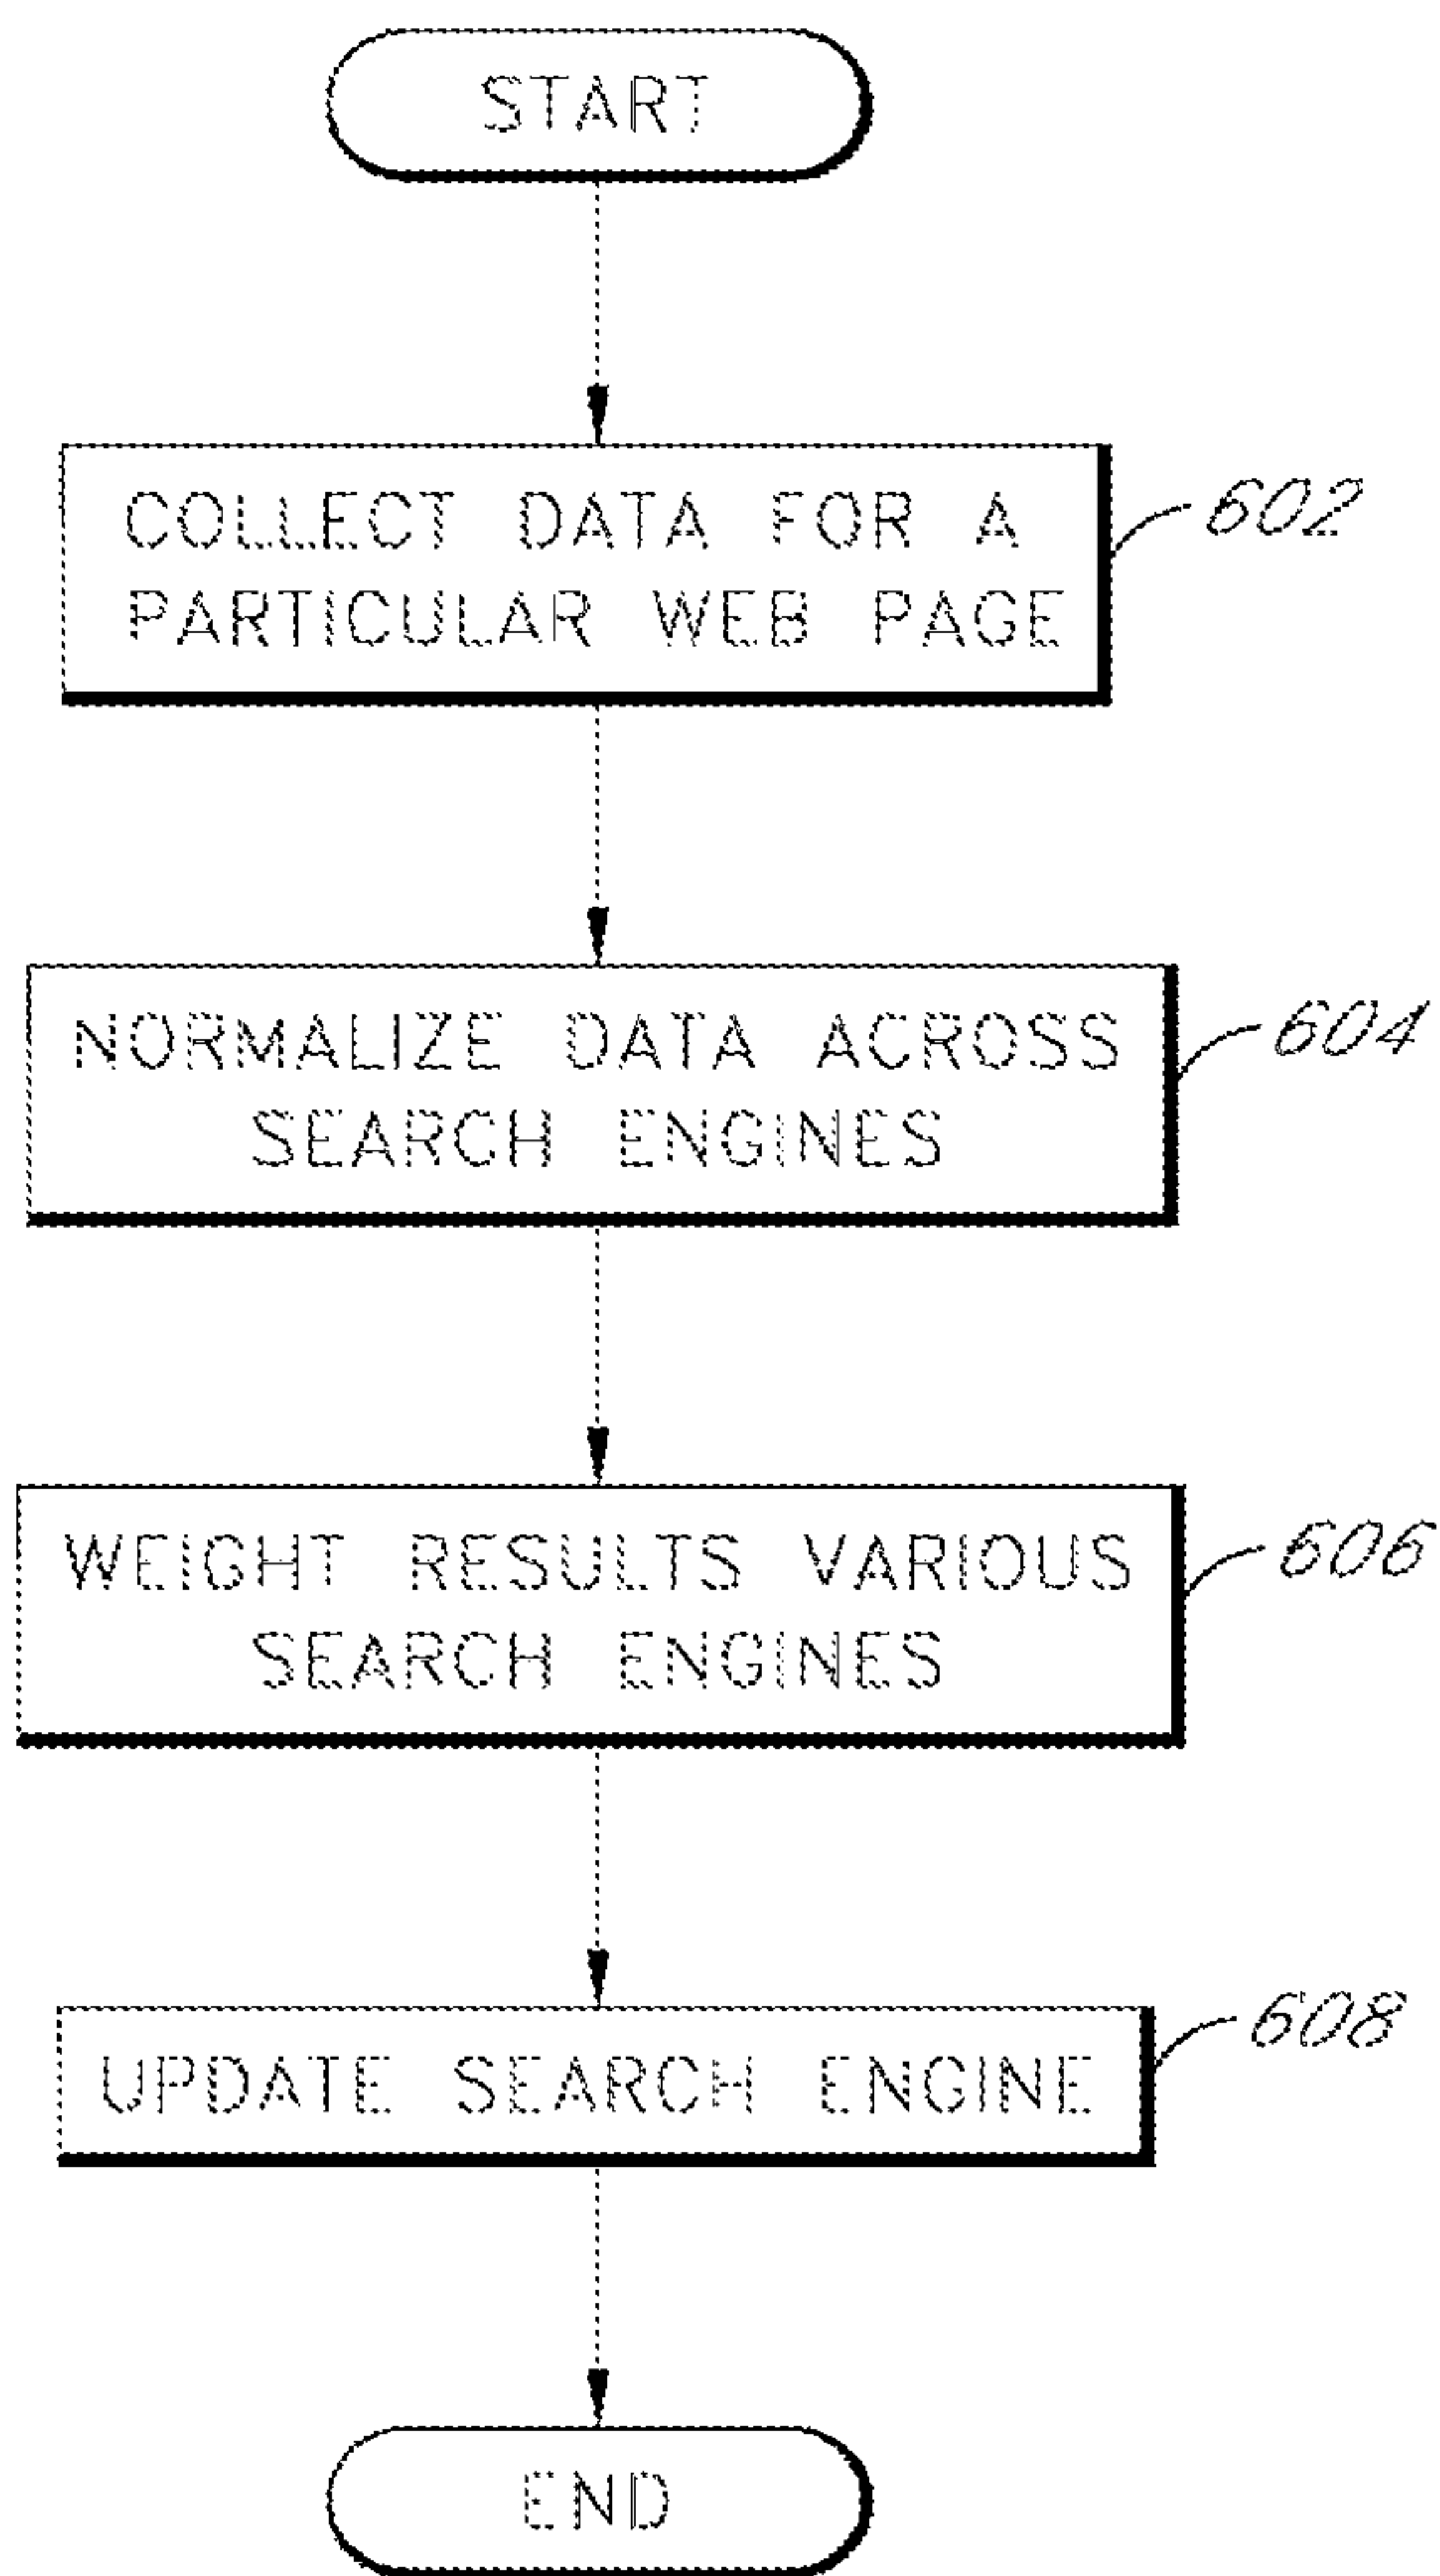 START
COLLECT DATA FOR A
PARTICULAR WEB PAGE
602
NORMALIZE DATA ACROSS
SEARCH ENGINES
604
WEIGHT RESULTS VARIOUS
SEARCH ENGINES
606
UPDATE SEARCH ENGINE
608
END